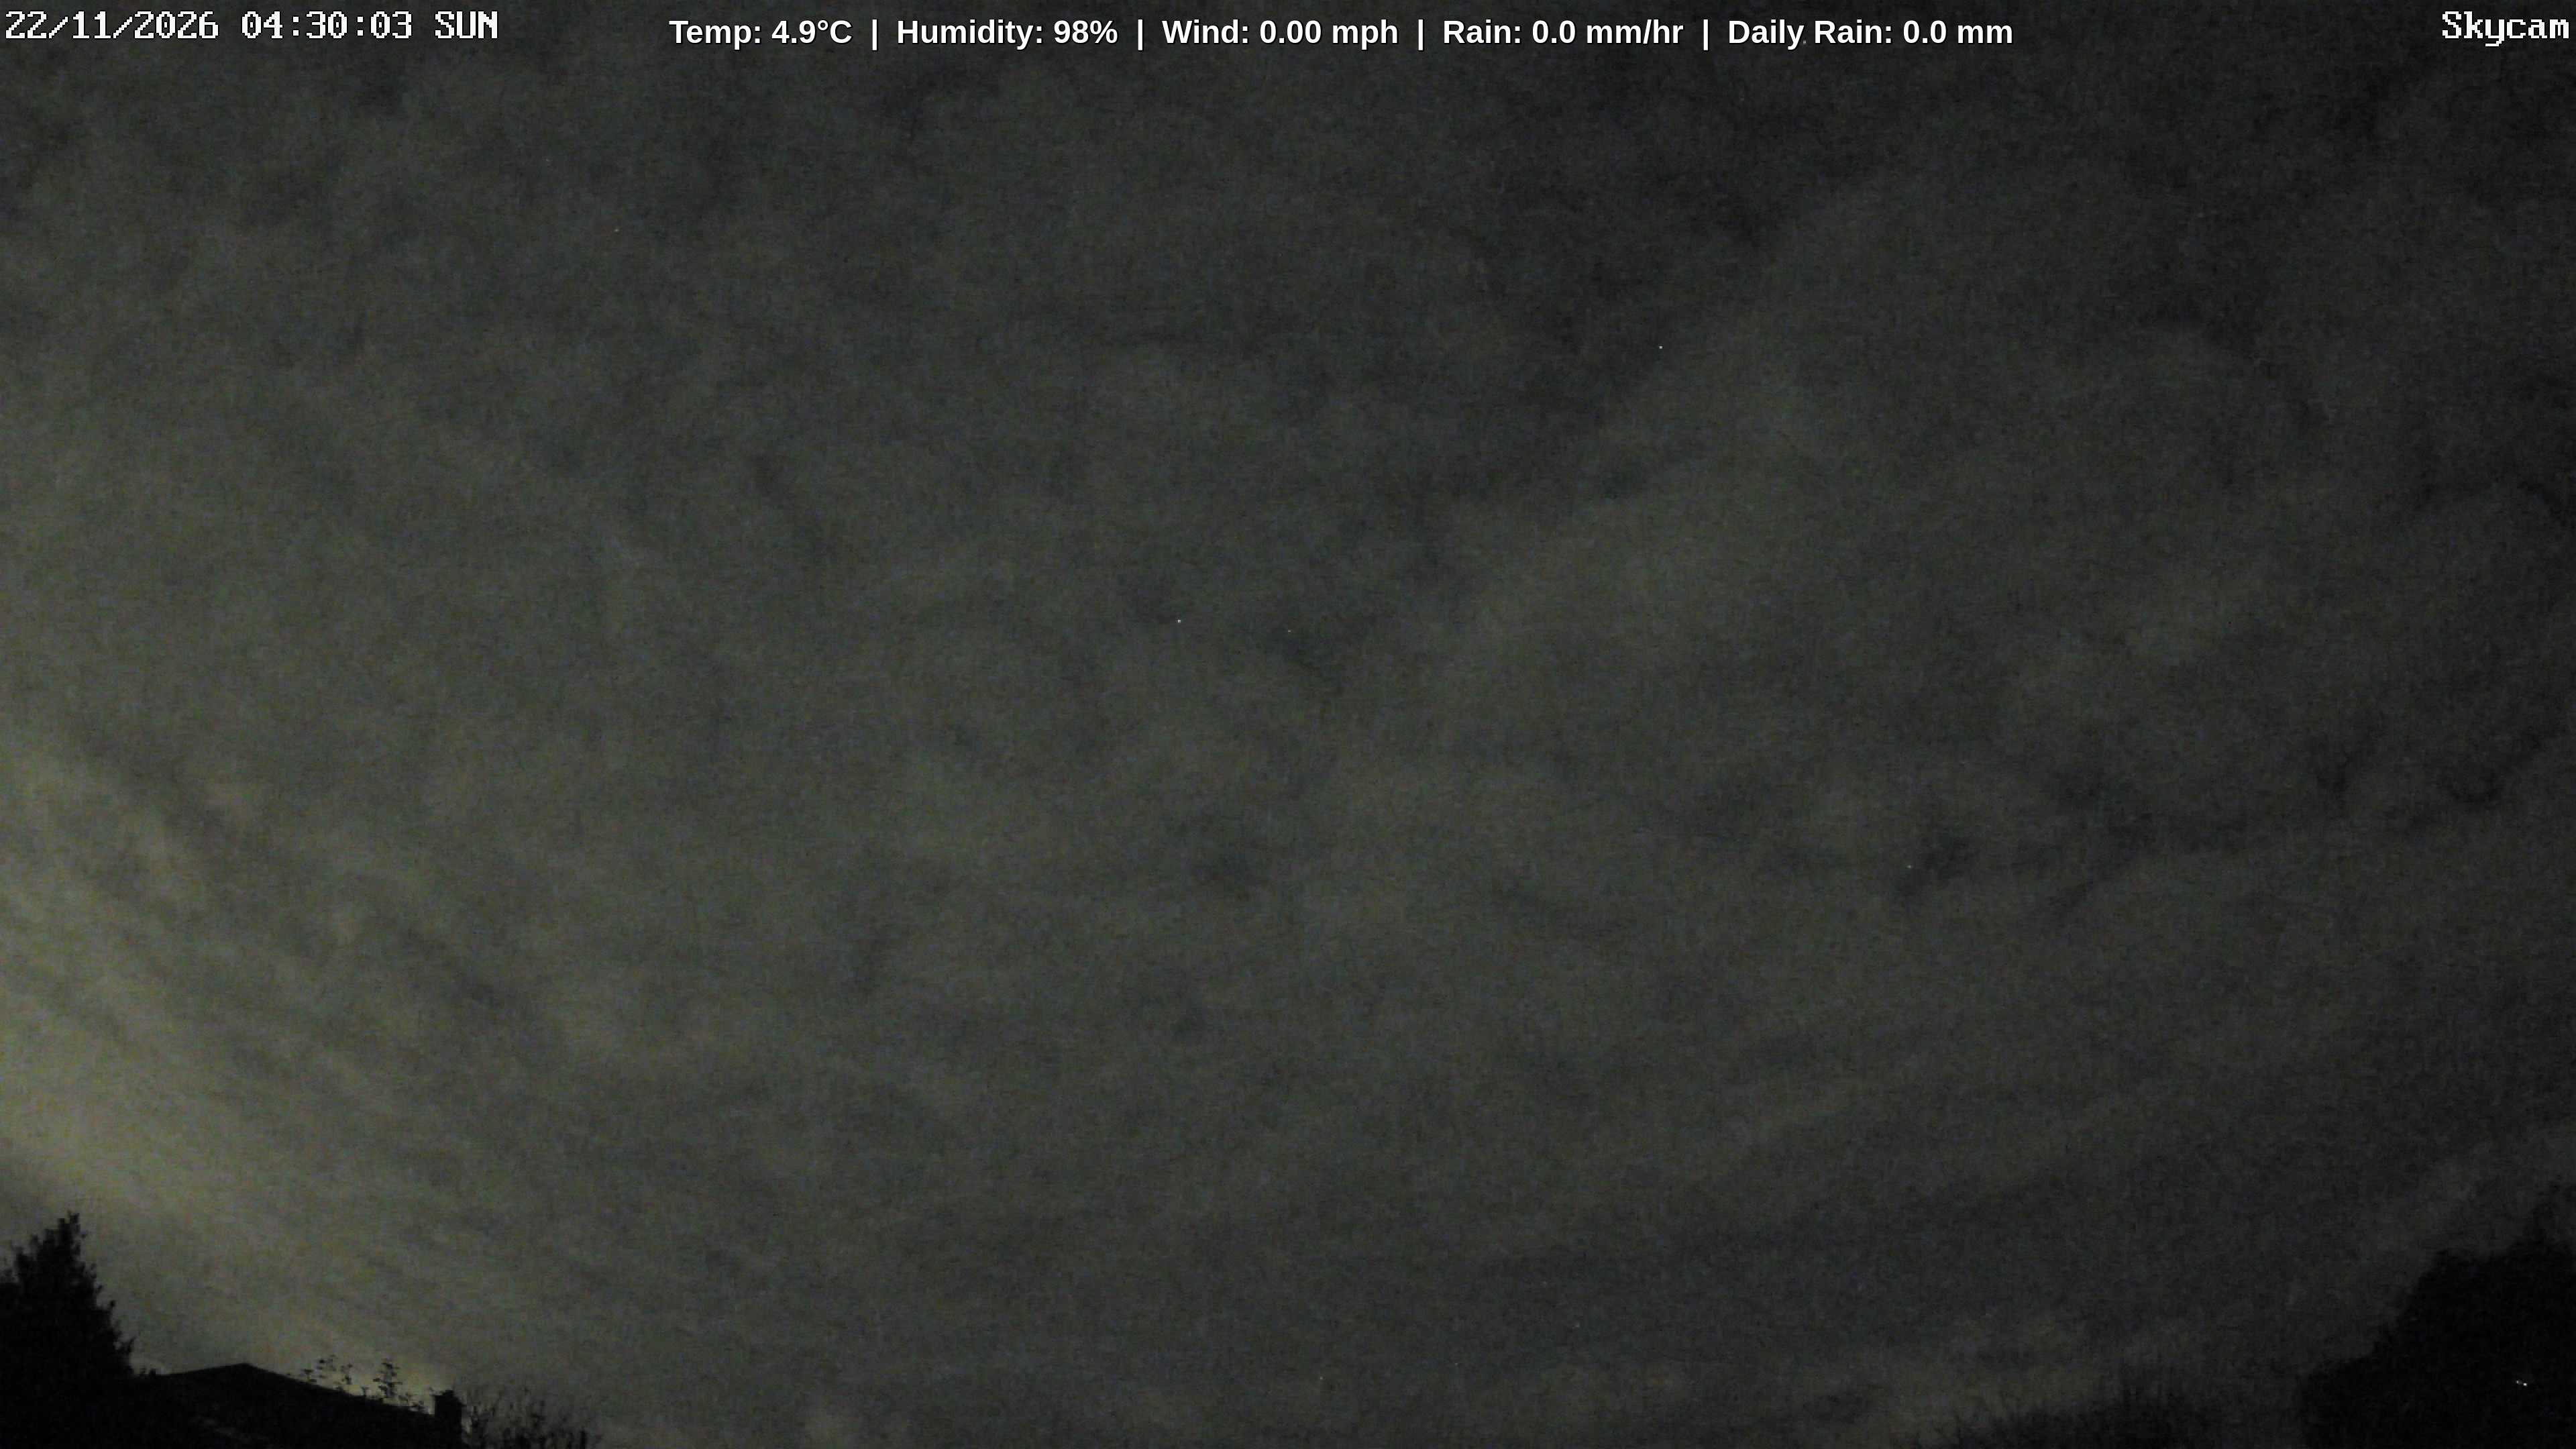 22/11/2026 04:30:03 SUN
Temp: 4.9°C | Humidity: 98% | Wind: 0.00 mph | Rain: 0.0 mm/hr | Daily Rain: 0.0 mm
Skycam